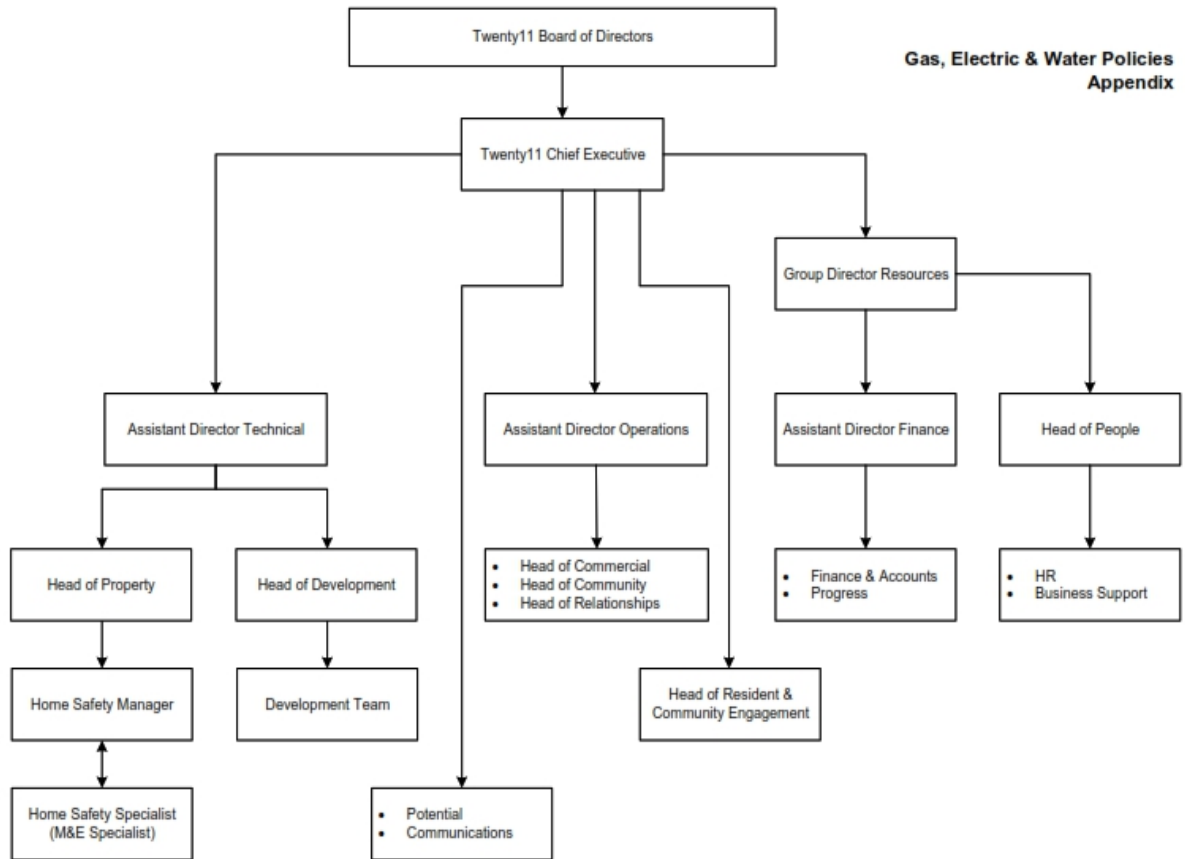 Twenty11 Board of Directors
Gas, Electric & Water Policies
Appendix
Twenty11 Chief Executive
Group Director Resources
Assistant Director Technical
Assistant Director Operations
Assistant Director Finance
Head of People
Head of Property
Head of Development
• Head of Commercial
• Head of Community
• Head of Relationships
• Finance & Accounts
• Progress
• HR
• Business Support
Home Safety Manager
Development Team
Head of Resident &
Community Engagement
Home Safety Specialist
(M&E Specialist)
• Potential
• Communications